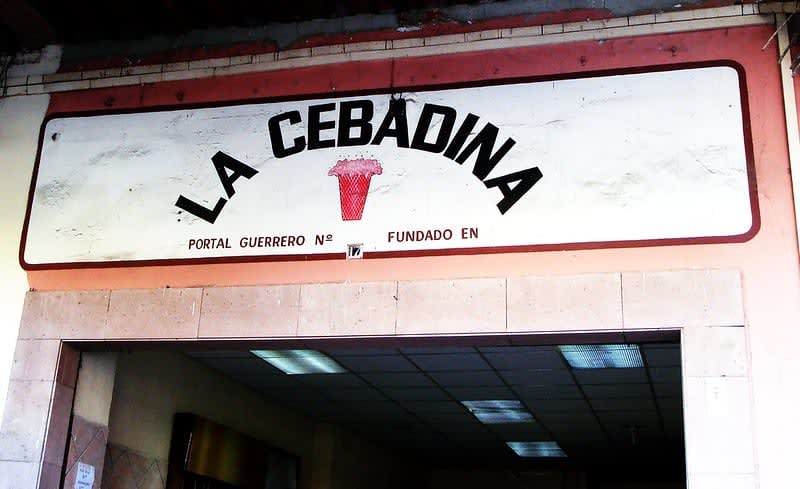 LA CEBADINA
PORTAL GUERRERO Nº 17 FUNDADO EN